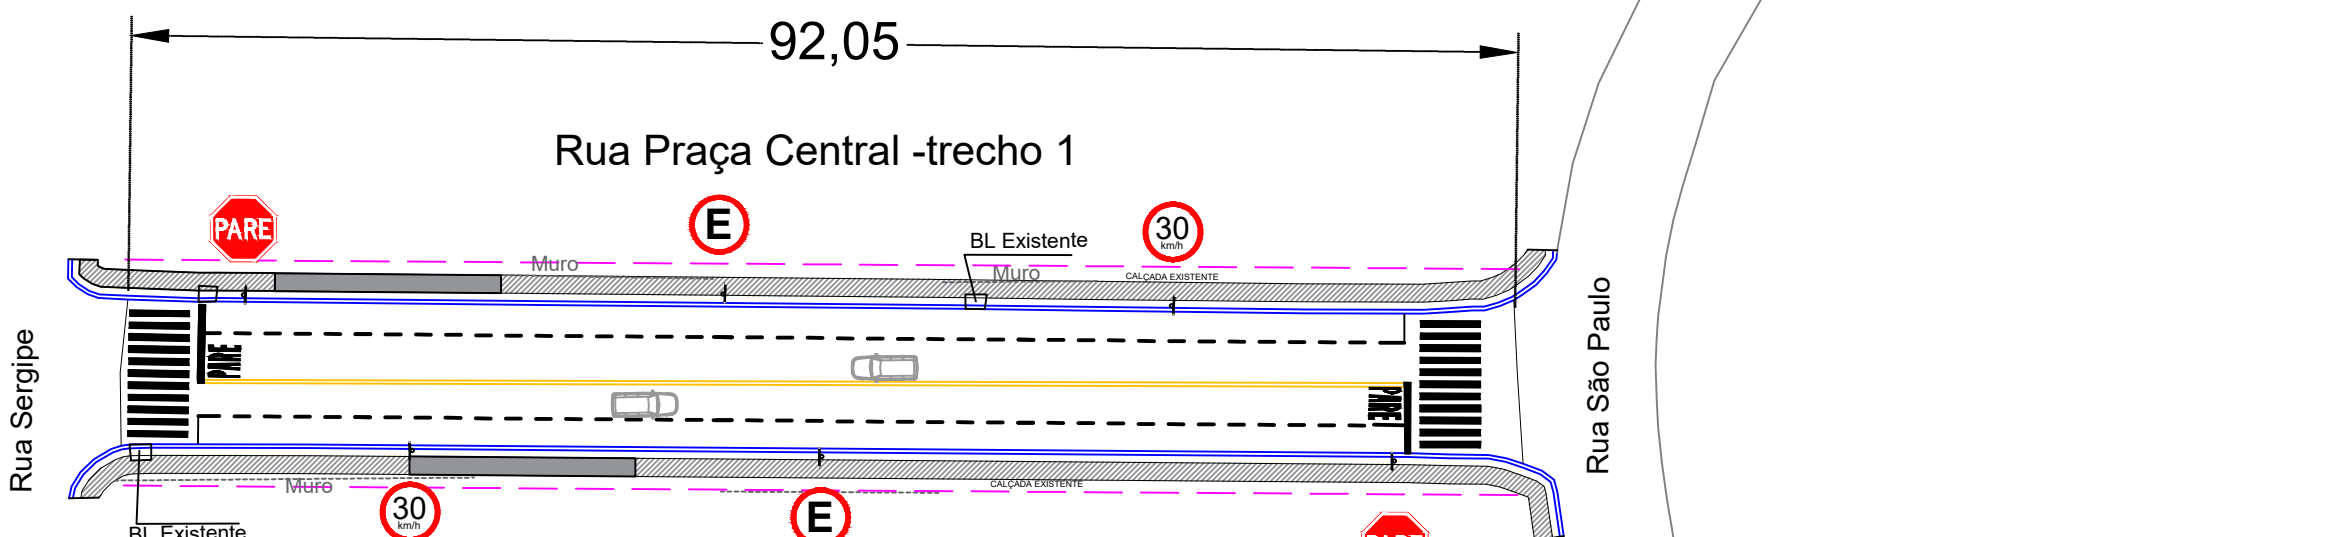 92,05
Rua Praça Central -trecho 1
PARE
E
30
km/h
BL Existente
Muro
Muro
CALÇADA EXISTENTE
Rua Sergipe
PARE
PARE
Rua São Paulo
Muro
CALÇADA EXISTENTE
30
km/h
E
PARE
BL Existente